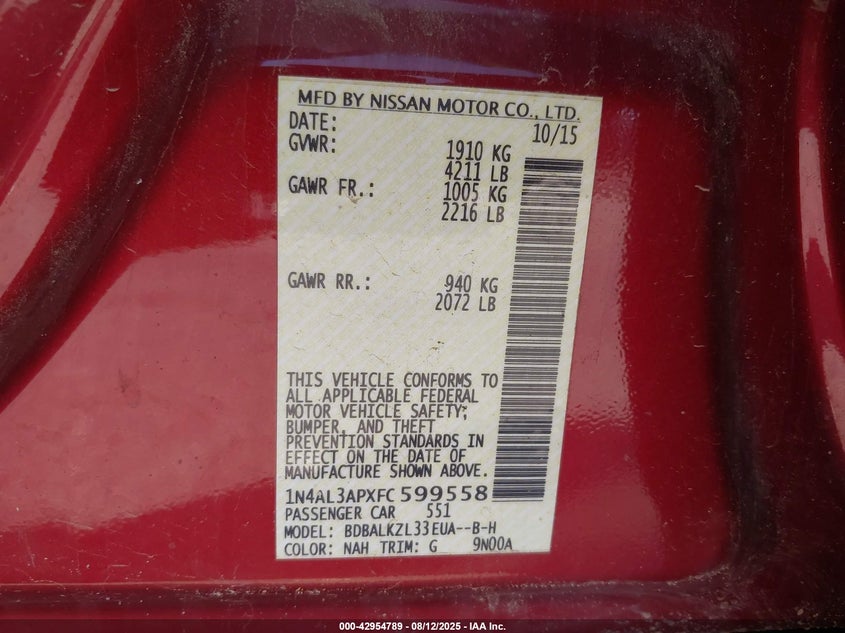 MFD BY NISSAN MOTOR CO., LTD.
DATE: 10/15
GVWR: 1910 KG
4211 LB
GAWR FR.: 1005 KG
2216 LB
GAWR RR.: 940 KG
2072 LB
THIS VEHICLE CONFORMS TO
ALL APPLICABLE FEDERAL
MOTOR VEHICLE SAFETY,
BUMPER, AND THEFT
PREVENTION STANDARDS IN
EFFECT ON THE DATE OF
MANUFACTURE SHOWN ABOVE.
1N4AL3APXFC599558
PASSENGER CAR 551
MODEL: BDBALKZL33EUA--B-H
COLOR: NAH TRIM: G 9N00A
000-42954789 - 08/12/2025 - IAA Inc.